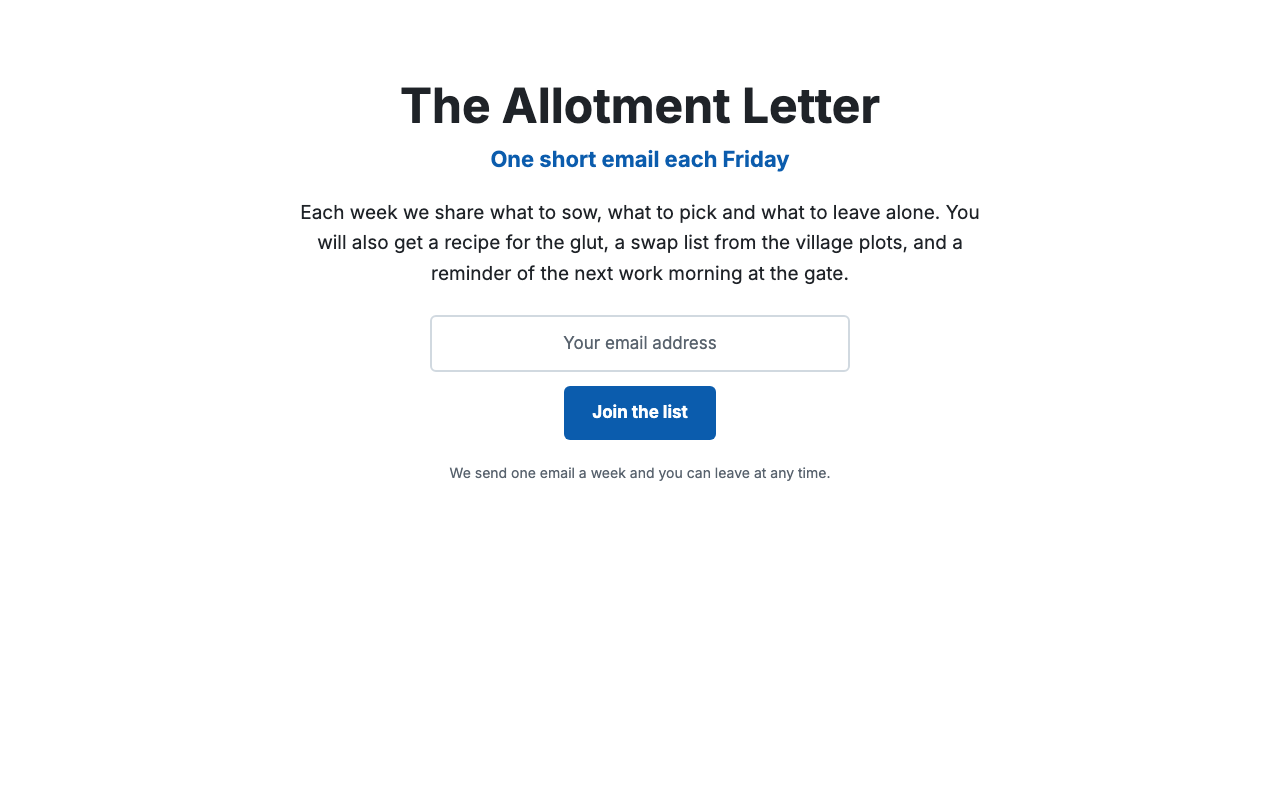 The Allotment Letter
One short email each Friday
Each week we share what to sow, what to pick and what to leave alone. You
will also get a recipe for the glut, a swap list from the village plots, and a
reminder of the next work morning at the gate.
Your email address
Join the list
We send one email a week and you can leave at any time.